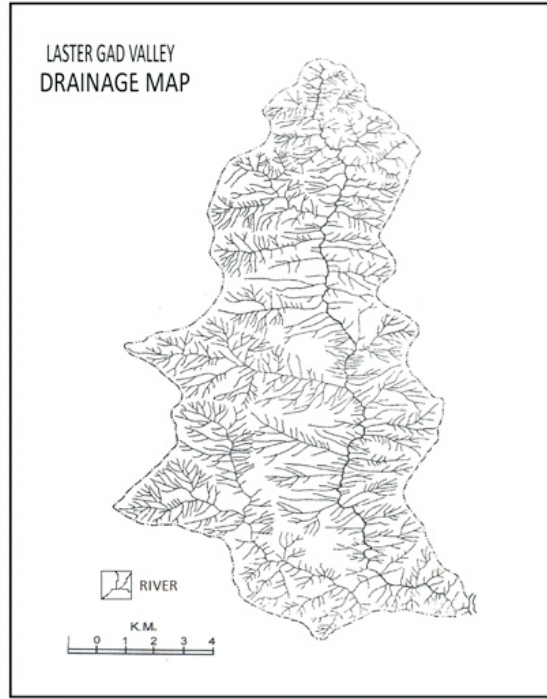 LASTER GAD VALLEY
DRAINAGE MAP
RIVER
K.M.
0 1 2 3 4